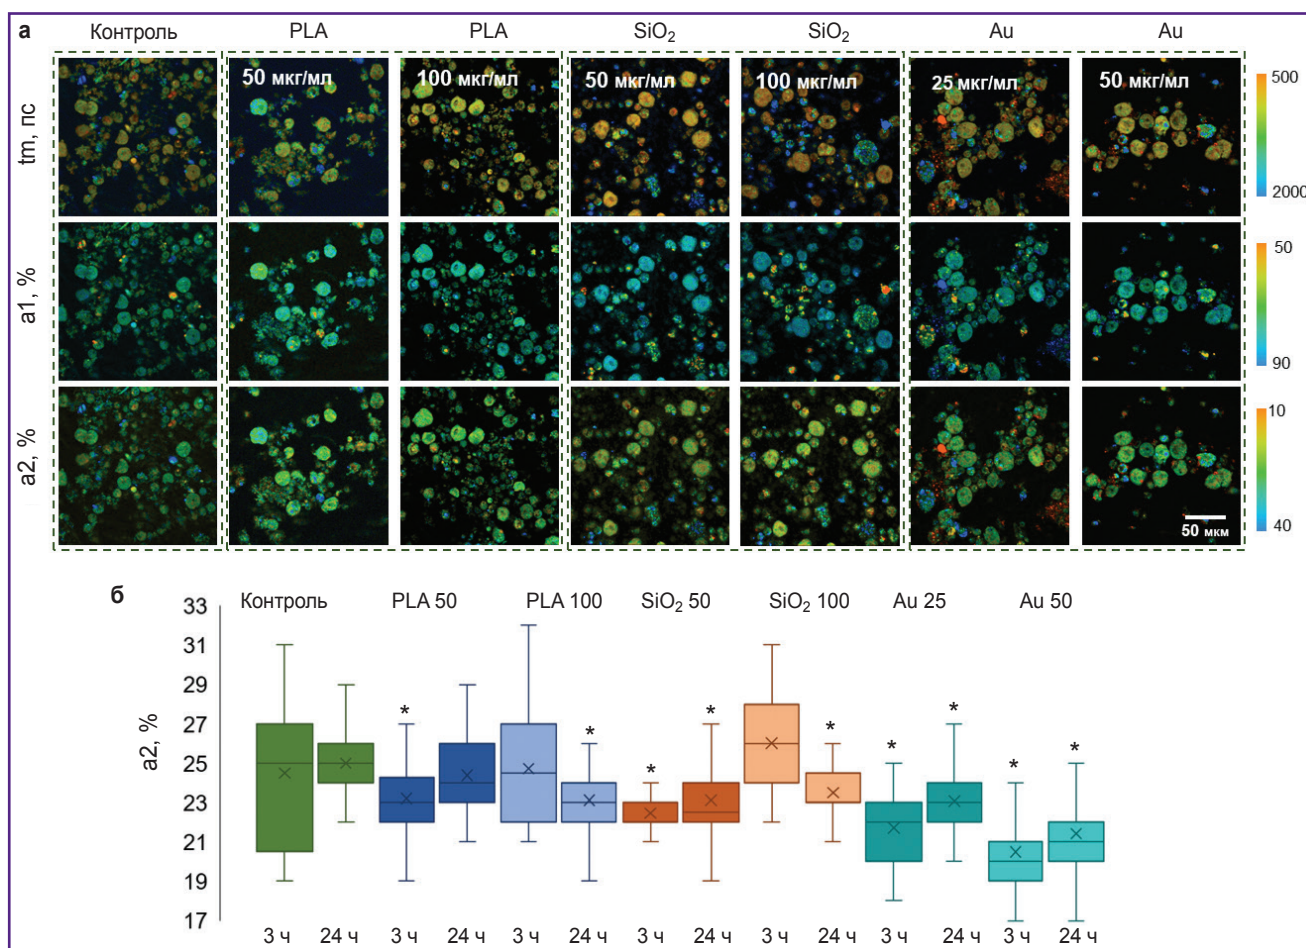 а
Контроль PLA PLA SiO₂ SiO₂ Au Au
50 мкг/мл 100 мкг/мл 50 мкг/мл 100 мкг/мл 25 мкг/мл 50 мкг/мл
tm, пс
500
2000
a1, %
50
90
a2, %
10
40
50 мкм
б
Контроль PLA 50 PLA 100 SiO₂ 50 SiO₂ 100 Au 25 Au 50
a2, %
33
31
29
27
25
23
21
19
17
* * * * * * * * *
3 ч 24 ч 3 ч 24 ч 3 ч 24 ч 3 ч 24 ч 3 ч 24 ч 3 ч 24 ч 3 ч 24 ч